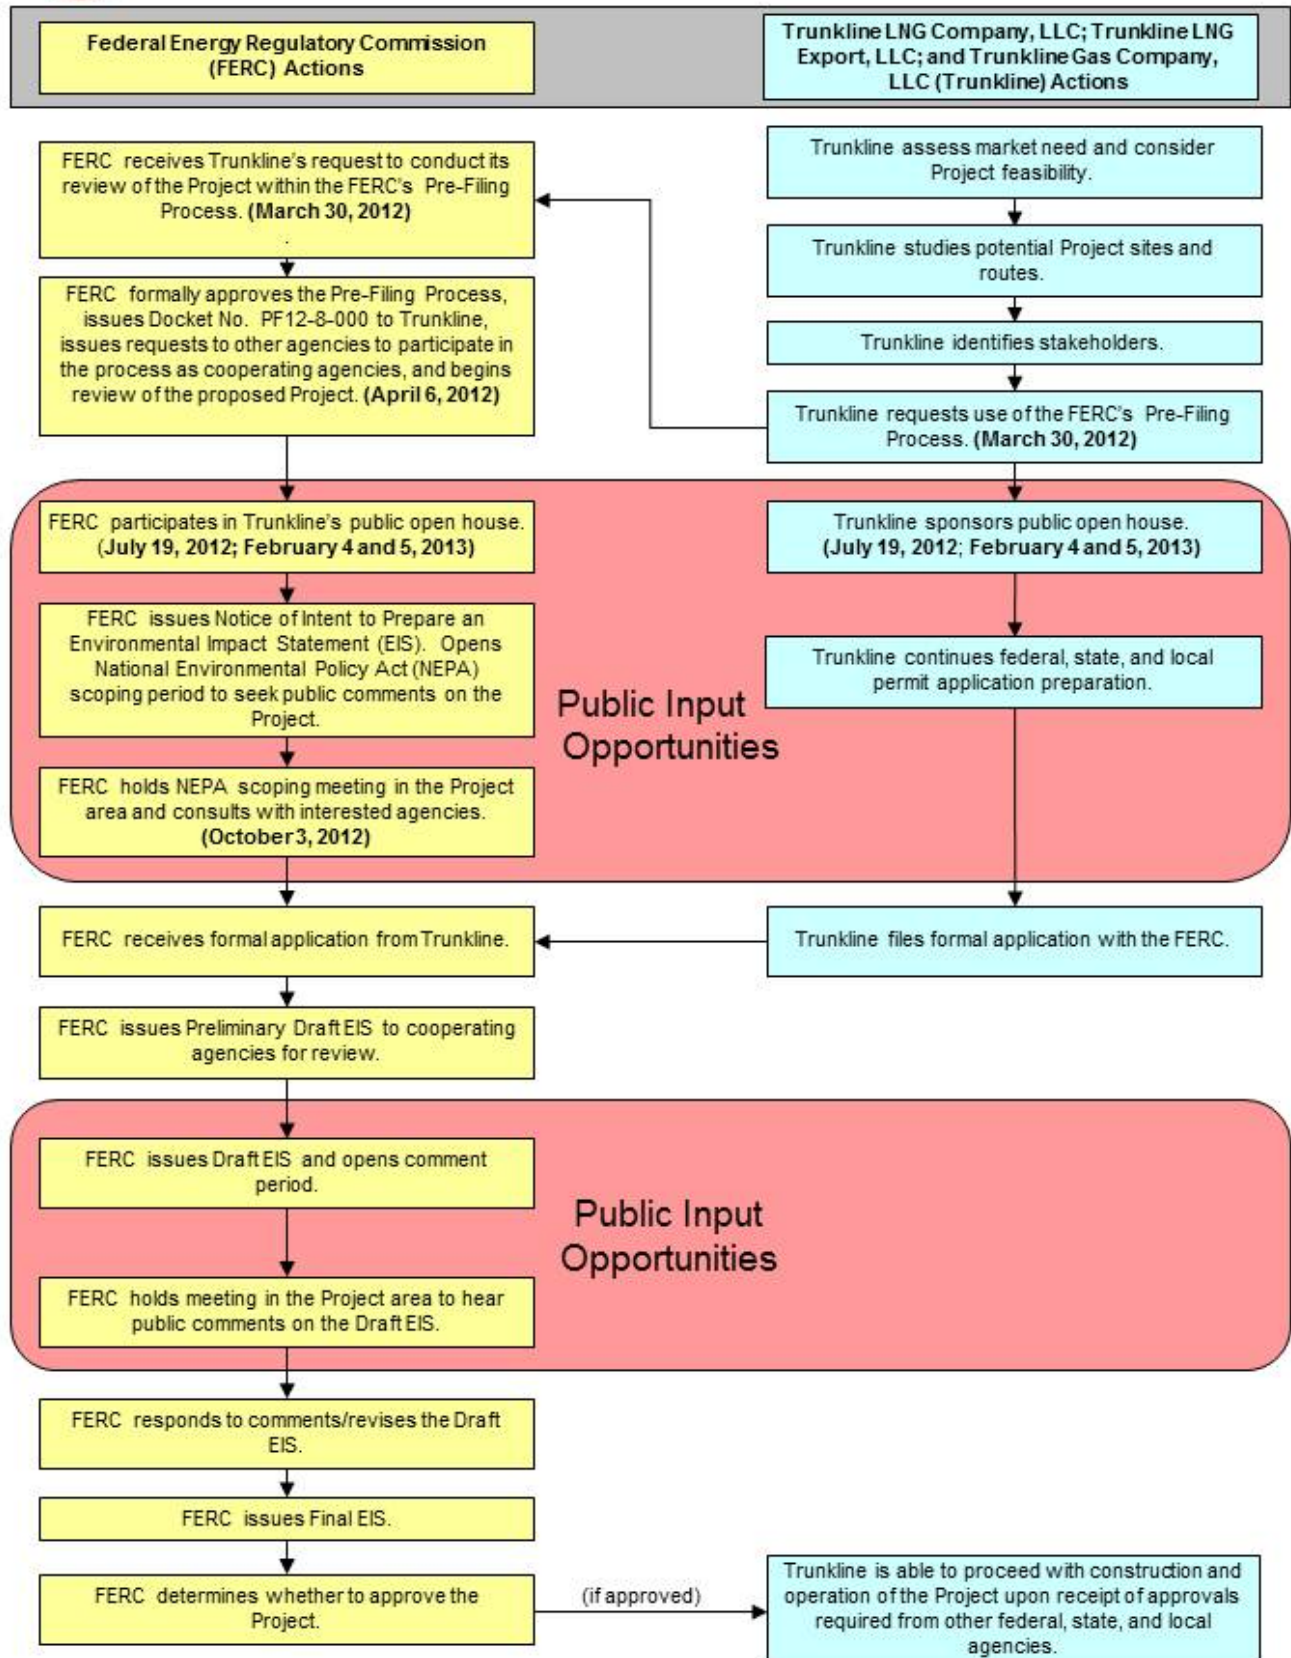 Federal Energy Regulatory Commission
(FERC) Actions
Trunkline LNG Company, LLC; Trunkline LNG
Export, LLC; and Trunkline Gas Company,
LLC (Trunkline) Actions
FERC receives Trunkline's request to conduct its
review of the Project within the FERC's Pre-Filing
Process. (March 30, 2012)
.
Trunkline assess market need and consider
Project feasibility.
Trunkline studies potential Project sites and
routes.
FERC formally approves the Pre-Filing Process,
issues Docket No. PF12-8-000 to Trunkline,
issues requests to other agencies to participate in
the process as cooperating agencies, and begins
review of the proposed Project. (April 6, 2012)
Trunkline identifies stakeholders.
Trunkline requests use of the FERC's Pre-Filing
Process. (March 30, 2012)
FERC participates in Trunkline's public open house.
(July 19, 2012; February 4 and 5, 2013)
Trunkline sponsors public open house.
(July 19, 2012; February 4 and 5, 2013)
FERC issues Notice of Intent to Prepare an
Environmental Impact Statement (EIS). Opens
National Environmental Policy Act (NEPA)
scoping period to seek public comments on the
Project.
Trunkline continues federal, state, and local
permit application preparation.
Public Input
Opportunities
FERC holds NEPA scoping meeting in the Project
area and consults with interested agencies.
(October 3, 2012)
FERC receives formal application from Trunkline.
Trunkline files formal application with the FERC.
FERC issues Preliminary Draft EIS to cooperating
agencies for review.
FERC issues Draft EIS and opens comment
period.
Public Input
Opportunities
FERC holds meeting in the Project area to hear
public comments on the Draft EIS.
FERC responds to comments/revises the Draft
EIS.
FERC issues Final EIS.
FERC determines whether to approve the
Project.
(if approved)
Trunkline is able to proceed with construction and
operation of the Project upon receipt of approvals
required from other federal, state, and local
agencies.